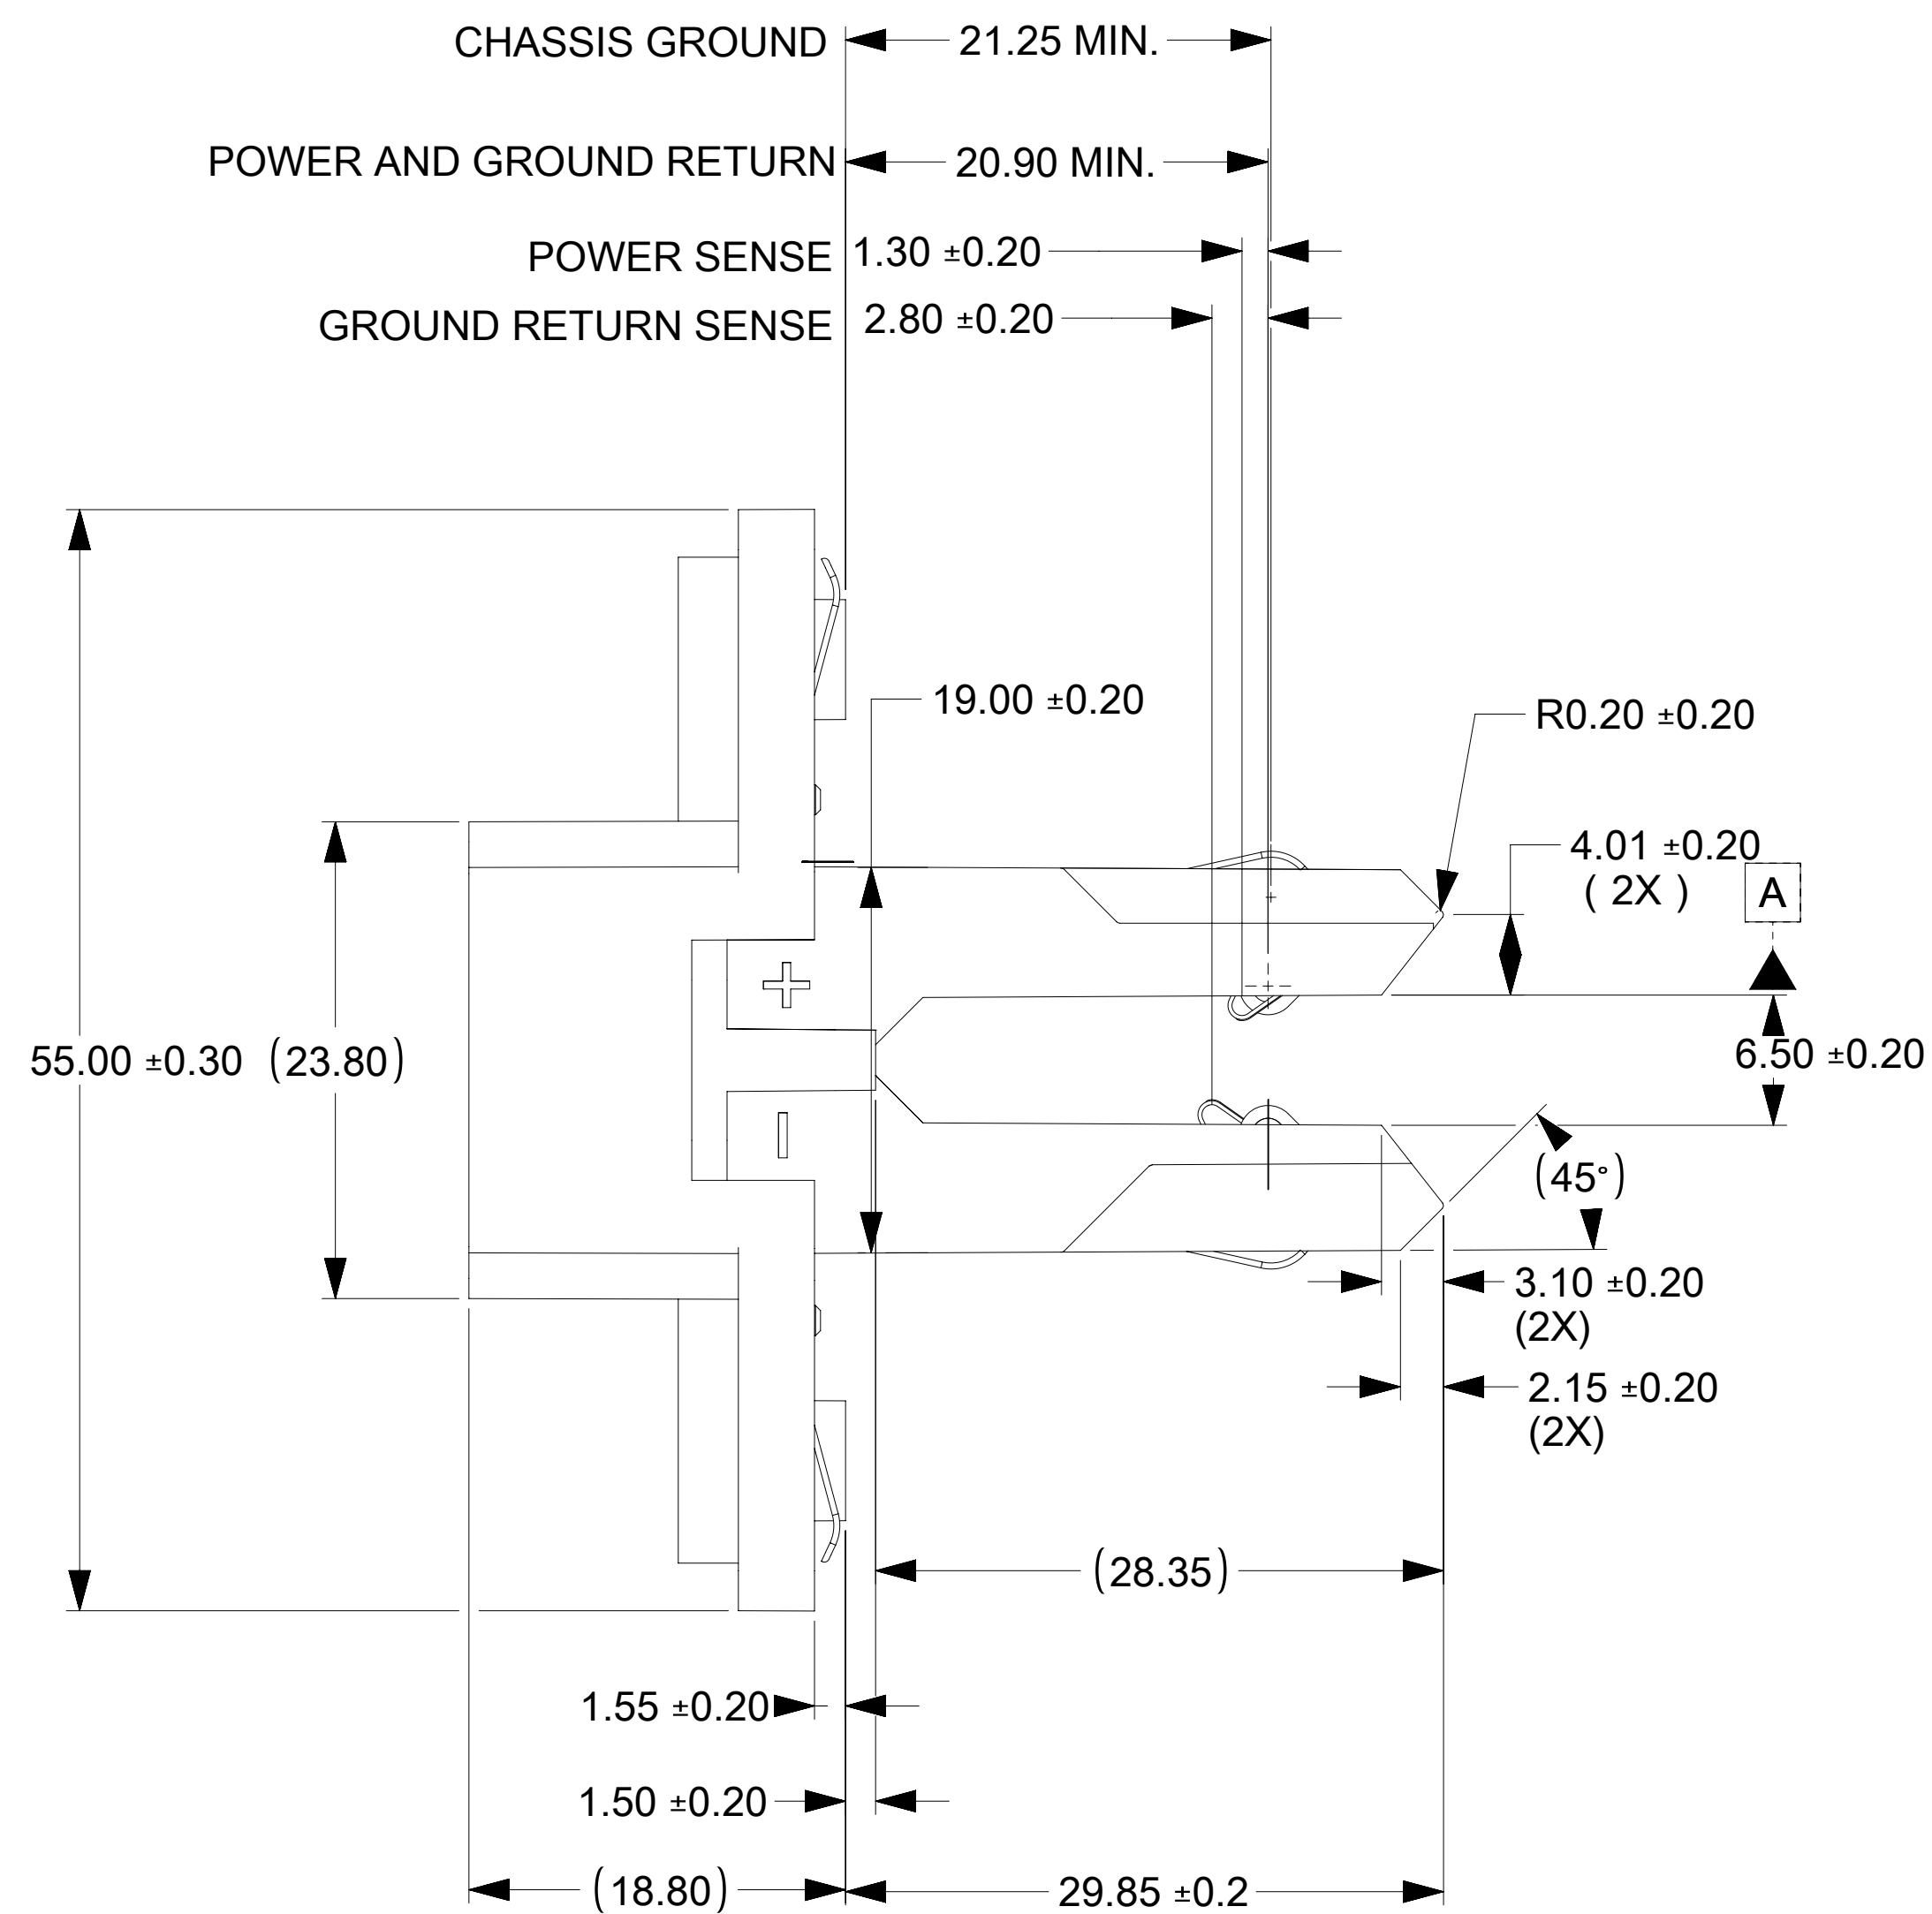 CHASSIS GROUND 21.25 MIN.
POWER AND GROUND RETURN 20.90 MIN.
POWER SENSE 1.30 ±0.20
GROUND RETURN SENSE 2.80 ±0.20
19.00 ±0.20
R0.20 ±0.20
4.01 ±0.20
( 2X )
A
55.00 ±0.30 (23.80)
6.50 ±0.20
(45°)
3.10 ±0.20
(2X)
2.15 ±0.20
(2X)
(28.35)
1.55 ±0.20
1.50 ±0.20
(18.80) 29.85 ±0.2